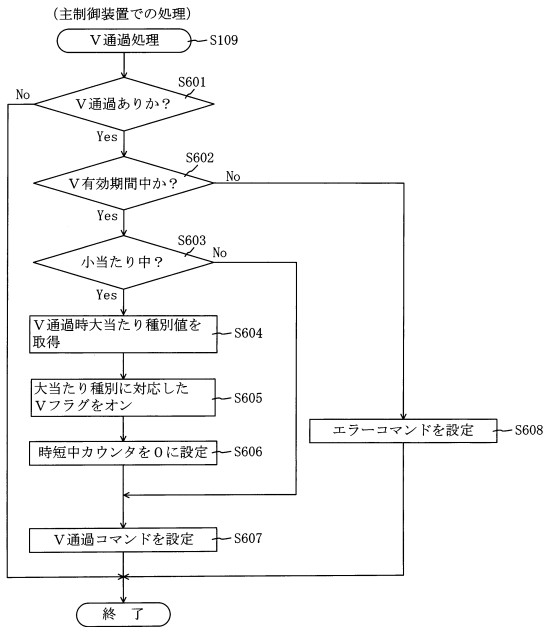 (主制御装置での処理)
V通過処理
S109
S601
No
V通過ありか?
Yes
S602
V有効期間中か?
No
Yes
S603
小当たり中?
No
Yes
V通過時大当たり種別値を
取得
S604
大当たり種別に対応した
Vフラグをオン
S605
エラーコマンドを設定
S608
時短中カウンタを0に設定
S606
V通過コマンドを設定
S607
終 了